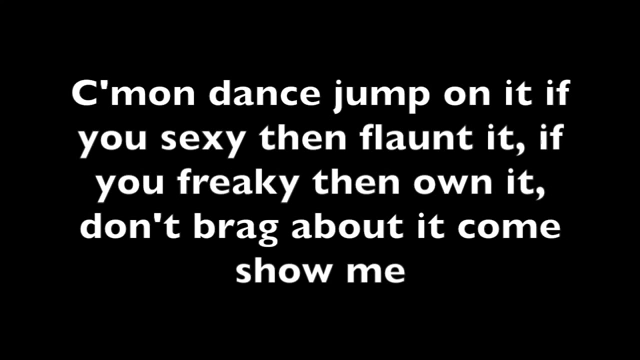 C'mon dance jump on it if
you sexy then flaunt it, if
you freaky then own it,
don't brag about it come
show me